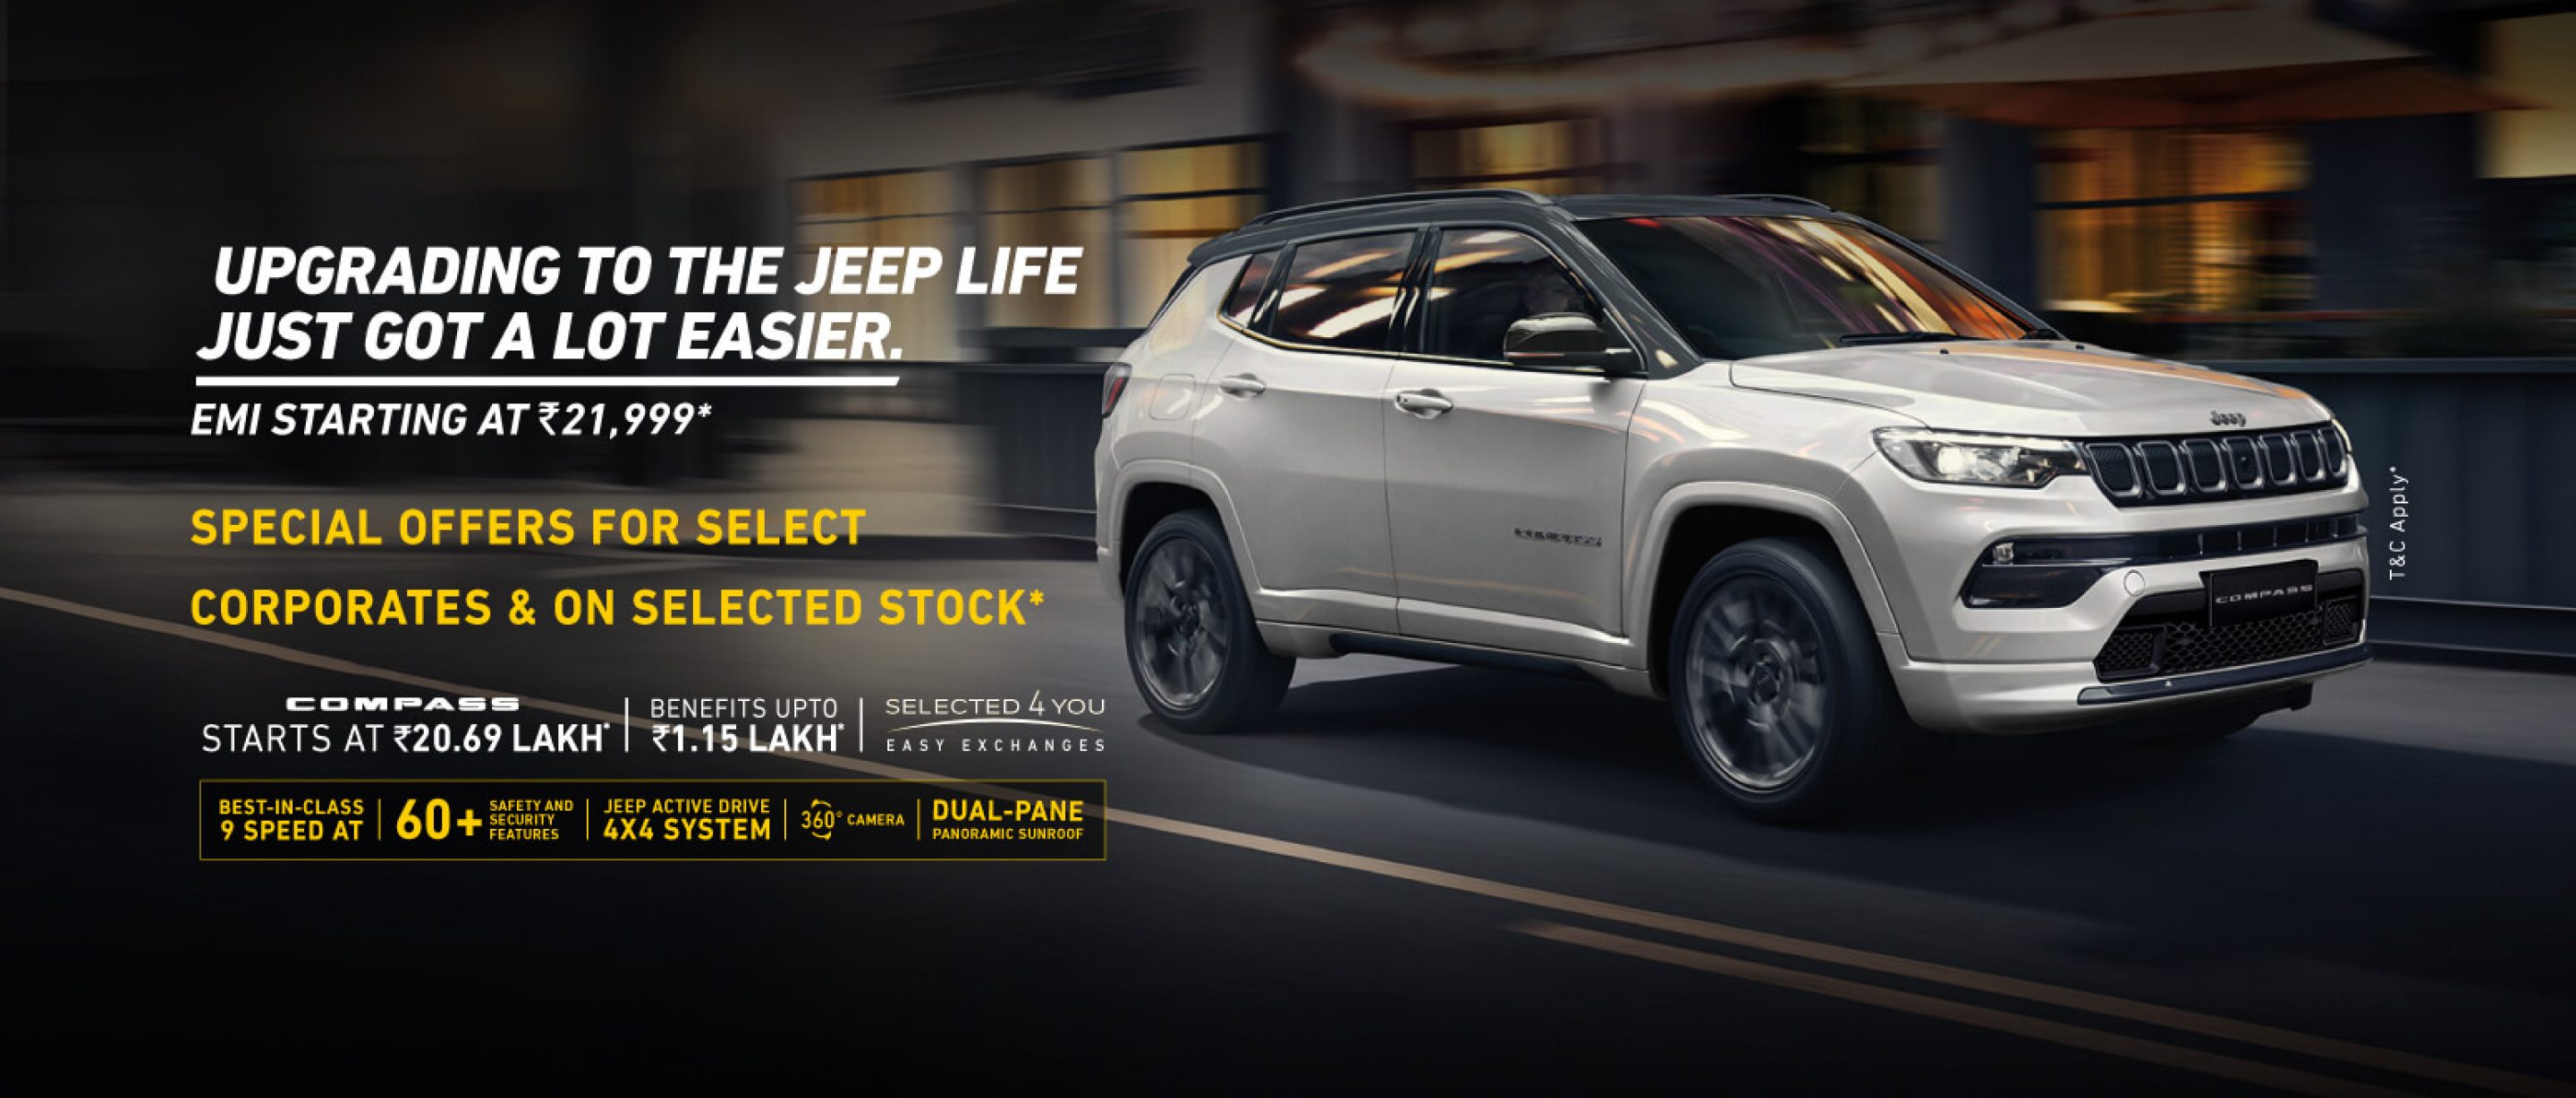 UPGRADING TO THE JEEP LIFE
JUST GOT A LOT EASIER.
EMI STARTING AT ₹21,999*
SPECIAL OFFERS FOR SELECT
CORPORATES & ON SELECTED STOCK*
COMPASS
STARTS AT ₹20.69 LAKH*
BENEFITS UPTO
₹1.15 LAKH*
SELECTED 4 YOU
EASY EXCHANGES
BEST-IN-CLASS
9 SPEED AT
60+
SAFETY AND
SECURITY
FEATURES
JEEP ACTIVE DRIVE
4X4 SYSTEM
360° CAMERA
DUAL-PANE
PANORAMIC SUNROOF
Jeep
COMPASS
T&C Apply*